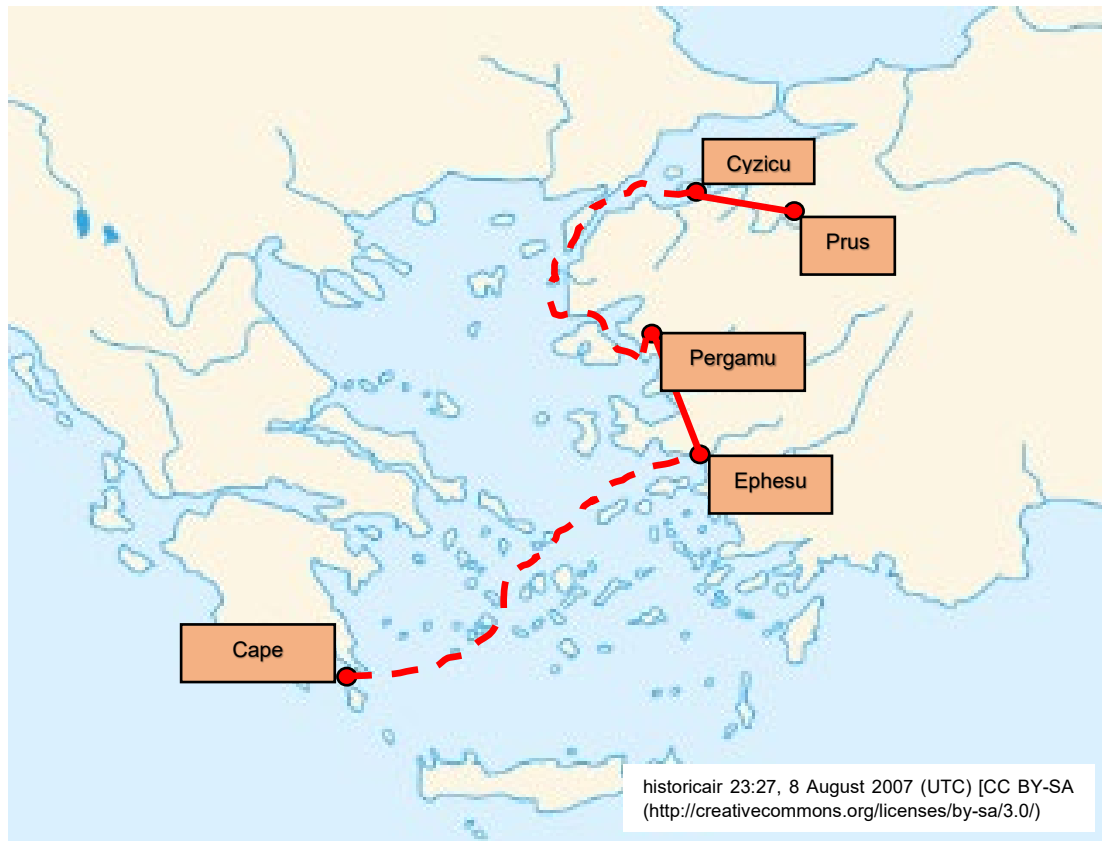 Cyzicu
Prus
Pergamu
Ephesu
Cape
historicair 23:27, 8 August 2007 (UTC) [CC BY-SA
(http://creativecommons.org/licenses/by-sa/3.0/)